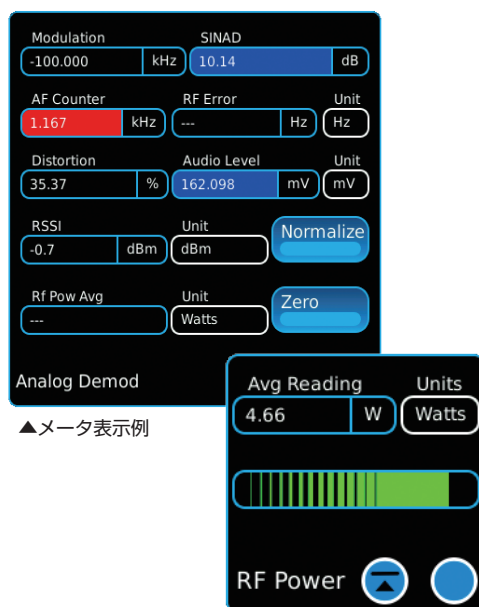 Modulation SINAD
-100.000 kHz 10.14 dB
AF Counter RF Error Unit
1.167 kHz --- Hz Hz
Distortion Audio Level Unit
35.37 % 162.098 mV mV
RSSI Unit
-0.7 dBm dBm Normalize
Rf Pow Avg Unit
--- Watts Zero
Analog Demod
▲メータ表示例
Avg Reading Units
4.66 W Watts
RF Power